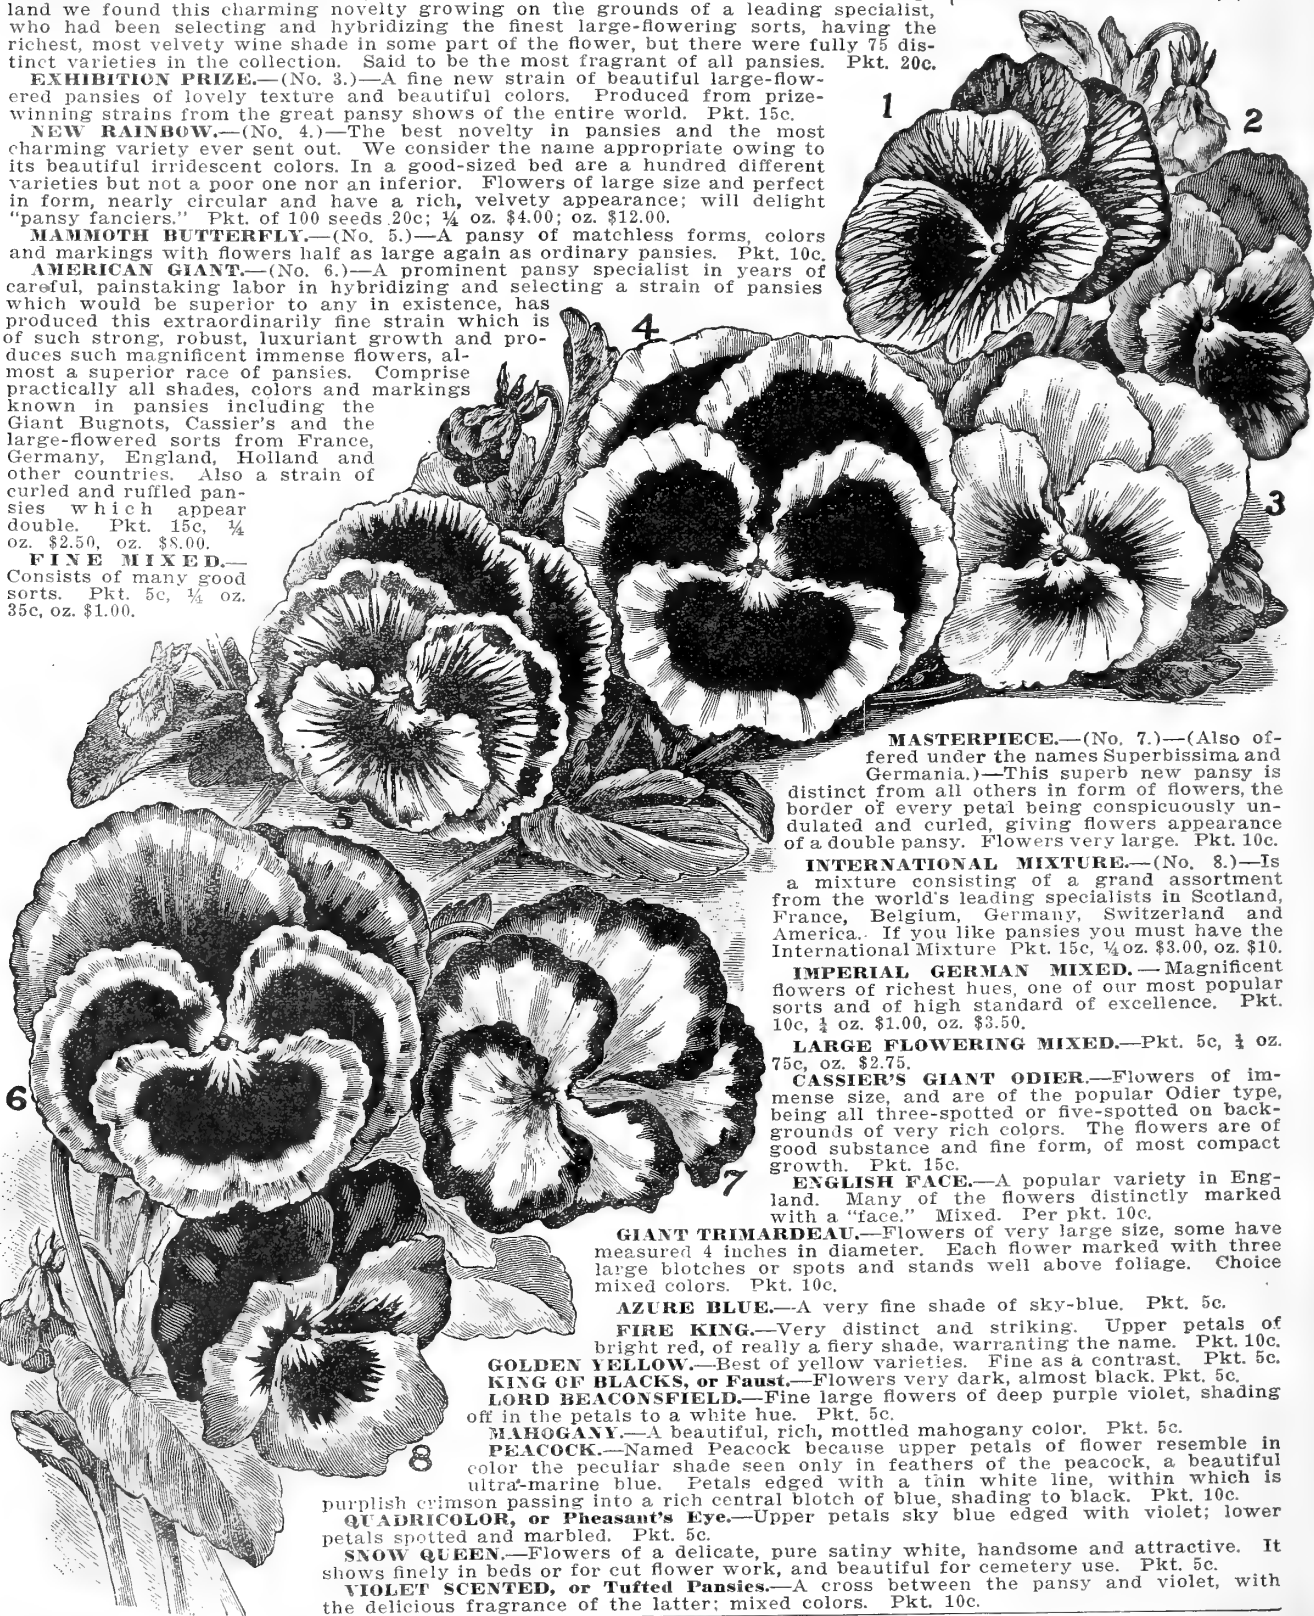 land we found this charming novelty growing on the grounds of a leading specialist,
who had been selecting and hybridizing the finest large-flowering sorts, having the
richest, most velvety wine shade in some part of the flower, but there were fully 75 dis-
tinct varieties in the collection. Said to be the most fragrant of all pansies. Pkt. 20c.
EXHIBITION PRIZE.—(No. 3.)—A fine new strain of beautiful large-flow-
ered pansies of lovely texture and beautiful colors. Produced from prize-
winning strains from the great pansy shows of the entire world. Pkt. 15c.
NEW RAINBOW.—(No. 4.)—The best novelty in pansies and the most
charming variety ever sent out. We consider the name appropriate owing to
its beautiful irridescent colors. In a good-sized bed are a hundred different
varieties but not a poor one nor an inferior. Flowers of large size and perfect
in form, nearly circular and have a rich, velvety appearance; will delight
"pansy fanciers." Pkt. of 100 seeds 20c; ¼ oz. $4.00; oz. $12.00.
MAMMOTH BUTTERFLY.—(No. 5.)—A pansy of matchless forms, colors
and markings with flowers half as large again as ordinary pansies. Pkt. 10c.
AMERICAN GIANT.—(No. 6.)—A prominent pansy specialist in years of
careful, painstaking labor in hybridizing and selecting a strain of pansies
which would be superior to any in existence, has
produced this extraordinarily fine strain which is
of such strong, robust, luxuriant growth and pro-
duces such magnificent immense flowers, al-
most a superior race of pansies. Comprise
practically all shades, colors and markings
known in pansies including the
Giant Bugnots, Cassier's and the
large-flowered sorts from France,
Germany, England, Holland and
other countries. Also a strain of
curled and ruffled pan-
sies which appear
double. Pkt. 15c, ¼
oz. $2.50, oz. $8.00.
FINE MIXED.—
Consists of many good
sorts. Pkt. 5c, ¼ oz.
35c, oz. $1.00.
1
2
3
4
5
6
7
8
MASTERPIECE.—(No. 7.)—(Also of-
fered under the names Superbissima and
Germania.)—This superb new pansy is
distinct from all others in form of flowers, the
border of every petal being conspicuously un-
dulated and curled, giving flowers appearance
of a double pansy. Flowers very large. Pkt. 10c.
INTERNATIONAL MIXTURE.—(No. 8.)—Is
a mixture consisting of a grand assortment
from the world's leading specialists in Scotland,
France, Belgium, Germany, Switzerland and
America. If you like pansies you must have the
International Mixture Pkt. 15c, ¼ oz. $3.00, oz. $10.
IMPERIAL GERMAN MIXED.—Magnificent
flowers of richest hues, one of our most popular
sorts and of high standard of excellence. Pkt.
10c, ¼ oz. $1.00, oz. $3.50.
LARGE FLOWERING MIXED.—Pkt. 5c, ¼ oz.
75c, oz. $2.75.
CASSIER'S GIANT ODIER.—Flowers of im-
mense size, and are of the popular Odier type,
being all three-spotted or five-spotted on back-
grounds of very rich colors. The flowers are of
good substance and fine form, of most compact
growth. Pkt. 15c.
ENGLISH FACE.—A popular variety in Eng-
land. Many of the flowers distinctly marked
with a "face." Mixed. Per pkt. 10c.
GIANT TRIMARDEAU.—Flowers of very large size, some have
measured 4 inches in diameter. Each flower marked with three
large blotches or spots and stands well above foliage. Choice
mixed colors. Pkt. 10c.
AZURE BLUE.—A very fine shade of sky-blue. Pkt. 5c.
FIRE KING.—Very distinct and striking. Upper petals of
bright red, of really a fiery shade, warranting the name. Pkt. 10c.
GOLDEN YELLOW.—Best of yellow varieties. Fine as a contrast. Pkt. 5c.
KING OF BLACKS, or Faust.—Flowers very dark, almost black. Pkt. 5c.
LORD BEACONSFIELD.—Fine large flowers of deep purple violet, shading
off in the petals to a white hue. Pkt. 5c.
MAHOGANY.—A beautiful, rich, mottled mahogany color. Pkt. 5c.
PEACOCK.—Named Peacock because upper petals of flower resemble in
color the peculiar shade seen only in feathers of the peacock, a beautiful
ultra-marine blue. Petals edged with a thin white line, within which is
purplish crimson passing into a rich central blotch of blue, shading to black. Pkt. 10c.
QUADRICOLOR, or Pheasant's Eye.—Upper petals sky blue edged with violet; lower
petals spotted and marbled. Pkt. 5c.
SNOW QUEEN.—Flowers of a delicate, pure satiny white, handsome and attractive. It
shows finely in beds or for cut flower work, and beautiful for cemetery use. Pkt. 5c.
VIOLET SCENTED, or Tufted Pansies.—A cross between the pansy and violet, with
the delicious fragrance of the latter; mixed colors. Pkt. 10c.